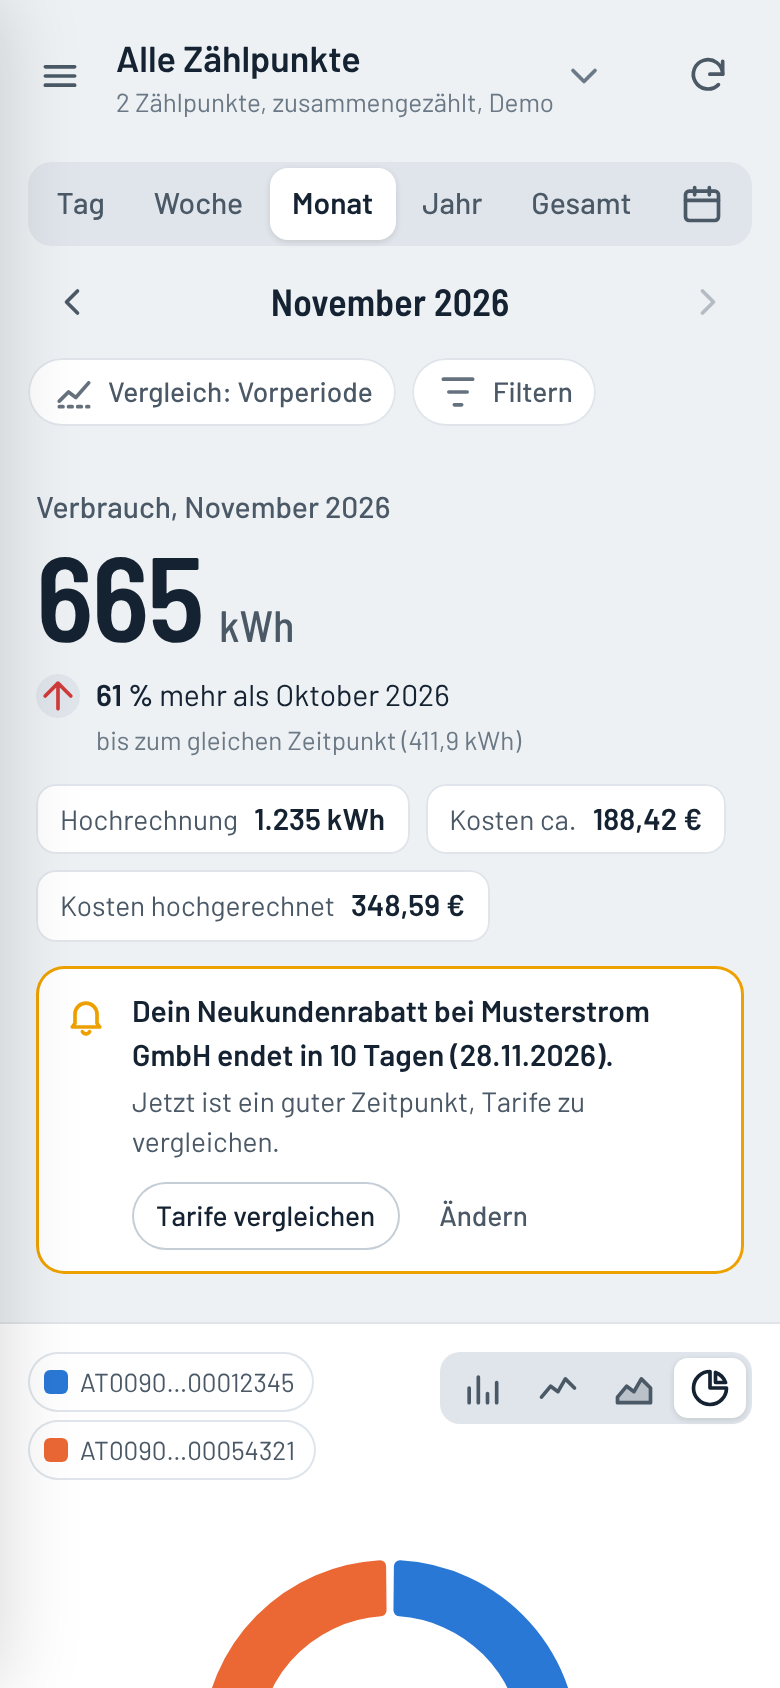 Alle Zählpunkte
2 Zählpunkte, zusammengezählt, Demo
Tag Woche Monat Jahr Gesamt
November 2026
Vergleich: Vorperiode Filtern
Verbrauch, November 2026
665 kWh
61 % mehr als Oktober 2026
bis zum gleichen Zeitpunkt (411,9 kWh)
Hochrechnung 1.235 kWh Kosten ca. 188,42 €
Kosten hochgerechnet 348,59 €
Dein Neukundenrabatt bei Musterstrom
GmbH endet in 10 Tagen (28.11.2026).
Jetzt ist ein guter Zeitpunkt, Tarife zu
vergleichen.
Tarife vergleichen Ändern
AT0090...00012345
AT0090...00054321